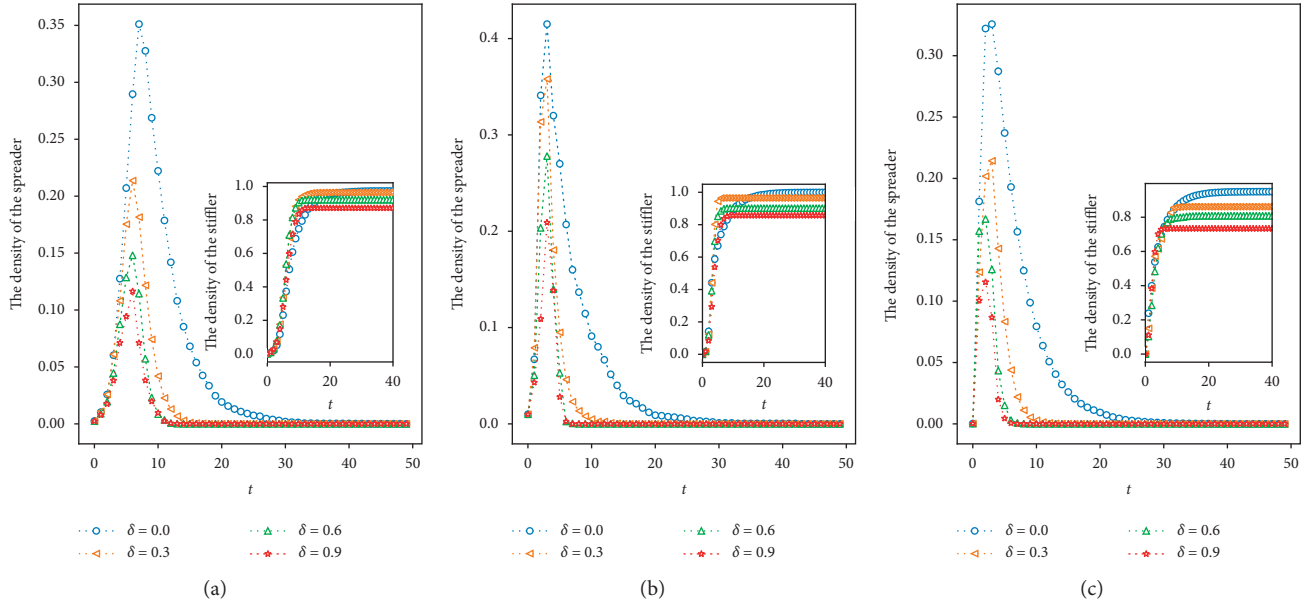 The density of the spreader
0.35
0.30
0.25
0.20
0.15
0.10
0.05
0.00
0 10 20 30 40 50
t
The density of the stiffler
1.0
0.8
0.6
0.4
0.2
0.0
0 20 40
t
δ = 0.0 δ = 0.6
δ = 0.3 δ = 0.9
(a)
The density of the spreader
0.4
0.3
0.2
0.1
0.0
0 10 20 30 40 50
t
The density of the stiffler
1.0
0.8
0.6
0.4
0.2
0.0
0 20 40
t
δ = 0.0 δ = 0.6
δ = 0.3 δ = 0.9
(b)
The density of the spreader
0.30
0.25
0.20
0.15
0.10
0.05
0.00
0 10 20 30 40 50
t
The density of the stiffler
0.8
0.6
0.4
0.2
0.0
0 20 40
t
δ = 0.0 δ = 0.6
δ = 0.3 δ = 0.9
(c)